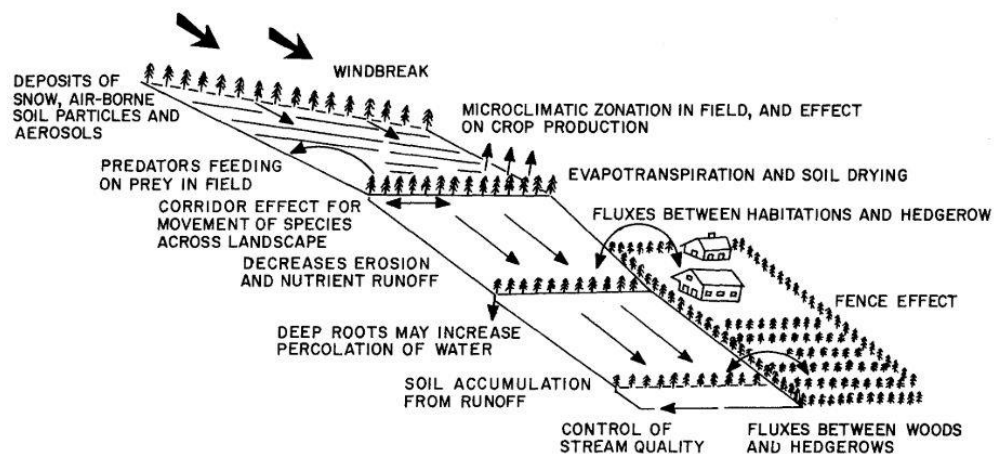 WINDBREAK
DEPOSITS OF
SNOW, AIR-BORNE
SOIL PARTICLES AND
AEROSOLS
MICROCLIMATIC ZONATION IN FIELD, AND EFFECT
ON CROP PRODUCTION
PREDATORS FEEDING
ON PREY IN FIELD
EVAPOTRANSPIRATION AND SOIL DRYING
CORRIDOR EFFECT FOR
MOVEMENT OF SPECIES
ACROSS LANDSCAPE
FLUXES BETWEEN HABITATIONS AND HEDGEROW
DECREASES EROSION
AND NUTRIENT RUNOFF
FENCE EFFECT
DEEP ROOTS MAY INCREASE
PERCOLATION OF WATER
SOIL ACCUMULATION
FROM RUNOFF
CONTROL OF
STREAM QUALITY
FLUXES BETWEEN WOODS
AND HEDGEROWS